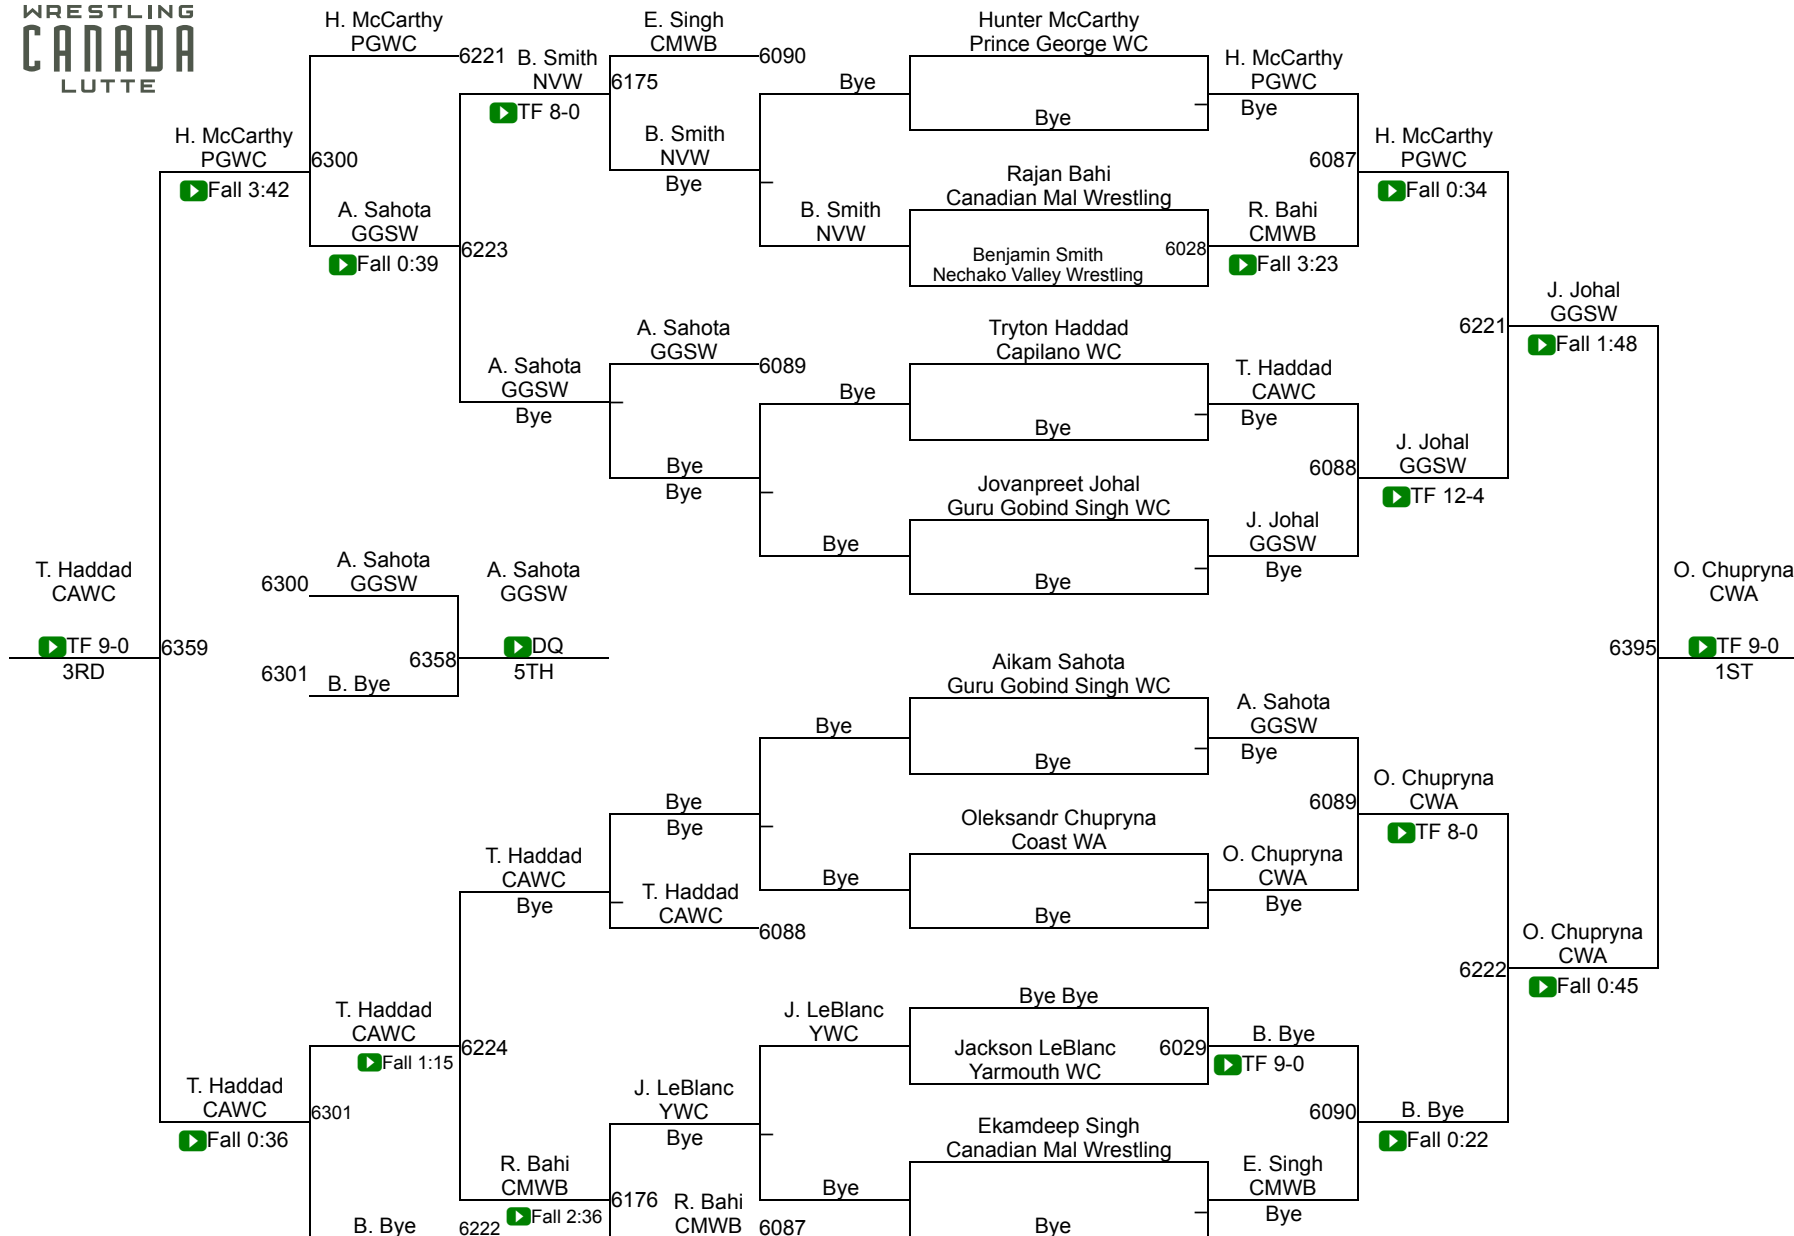 WRESTLING
CANADA
LUTTE
H. McCarthy
PGWC
6221
B. Smith
NVW
TF 8-0
6175
E. Singh
CMWB
6090
B. Smith
NVW
Bye
Bye
B. Smith
NVW
Hunter McCarthy
Prince George WC
Bye
H. McCarthy
PGWC
Bye
Rajan Bahi
Canadian Mal Wrestling
Benjamin Smith
Nechako Valley Wrestling
6028
R. Bahi
CMWB
Fall 3:23
6087
H. McCarthy
PGWC
Fall 0:34
H. McCarthy
PGWC
Fall 3:42
6300
A. Sahota
GGSW
Fall 0:39
6223
A. Sahota
GGSW
Bye
A. Sahota
GGSW
6089
Bye
Bye
Bye
Bye
Tryton Haddad
Capilano WC
Bye
T. Haddad
CAWC
Bye
Jovanpreet Johal
Guru Gobind Singh WC
Bye
J. Johal
GGSW
Bye
6088
J. Johal
GGSW
TF 12-4
6221
J. Johal
GGSW
Fall 1:48
T. Haddad
CAWC
TF 9-0
3RD
6359
6300
A. Sahota
GGSW
6301
B. Bye
6358
A. Sahota
GGSW
DQ
5TH
6395
O. Chupryna
CWA
TF 9-0
1ST
Bye
Aikam Sahota
Guru Gobind Singh WC
Bye
A. Sahota
GGSW
Bye
Bye
Bye
Bye
Oleksandr Chupryna
Coast WA
Bye
O. Chupryna
CWA
Bye
6089
O. Chupryna
CWA
TF 8-0
T. Haddad
CAWC
Bye
T. Haddad
CAWC
6088
6222
O. Chupryna
CWA
Fall 0:45
T. Haddad
CAWC
Fall 1:15
6224
J. LeBlanc
YWC
Bye Bye
Jackson LeBlanc
Yarmouth WC
6029
B. Bye
TF 9-0
T. Haddad
CAWC
Fall 0:36
6301
J. LeBlanc
YWC
Bye
6090
B. Bye
Fall 0:22
Ekamdeep Singh
Canadian Mal Wrestling
Bye
Bye
E. Singh
CMWB
Bye
R. Bahi
CMWB
Fall 2:36
6176
R. Bahi
CMWB
6087
B. Bye
6222